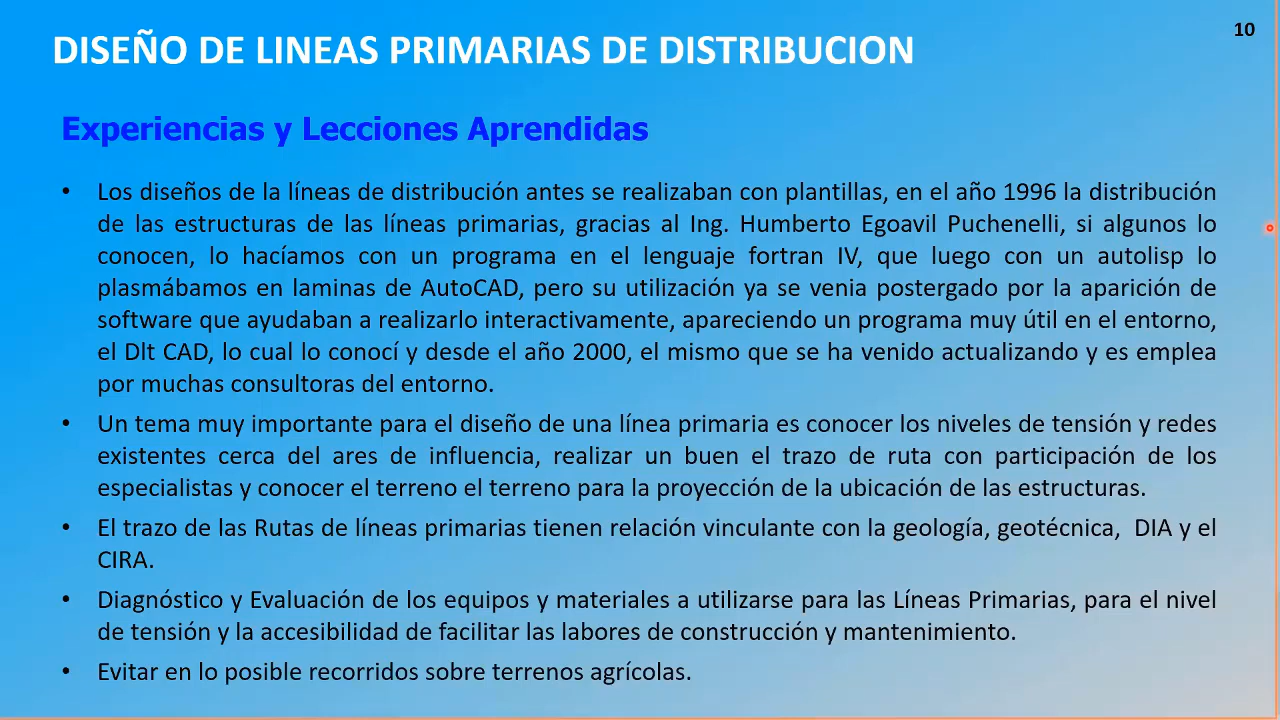 10
DISEÑO DE LINEAS PRIMARIAS DE DISTRIBUCION
Experiencias y Lecciones Aprendidas
• Los diseños de la líneas de distribución antes se realizaban con plantillas, en el año 1996 la distribución
de las estructuras de las líneas primarias, gracias al Ing. Humberto Egoavil Puchenelli, si algunos lo
conocen, lo hacíamos con un programa en el lenguaje fortran IV, que luego con un autolisp lo
plasmábamos en laminas de AutoCAD, pero su utilización ya se venia postergado por la aparición de
software que ayudaban a realizarlo interactivamente, apareciendo un programa muy útil en el entorno,
el Dlt CAD, lo cual lo conocí y desde el año 2000, el mismo que se ha venido actualizando y es emplea
por muchas consultoras del entorno.
• Un tema muy importante para el diseño de una línea primaria es conocer los niveles de tensión y redes
existentes cerca del ares de influencia, realizar un buen el trazo de ruta con participación de los
especialistas y conocer el terreno el terreno para la proyección de la ubicación de las estructuras.
• El trazo de las Rutas de líneas primarias tienen relación vinculante con la geología, geotécnica, DIA y el
CIRA.
• Diagnóstico y Evaluación de los equipos y materiales a utilizarse para las Líneas Primarias, para el nivel
de tensión y la accesibilidad de facilitar las labores de construcción y mantenimiento.
• Evitar en lo posible recorridos sobre terrenos agrícolas.